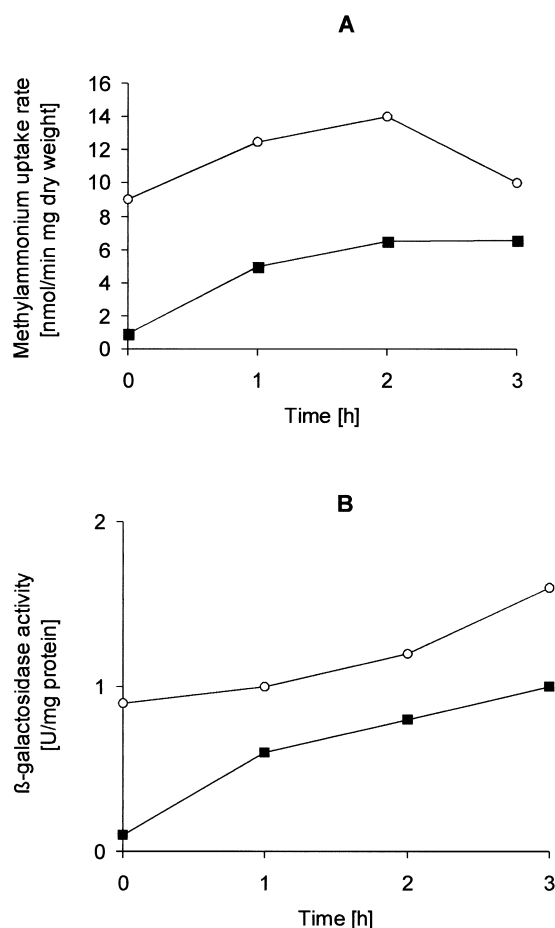 A
Methylammonium uptake rate
[nmol/min mg dry weight]
16
14
12
10
8
6
4
2
0
0 1 2 3
Time [h]
B
ß-galactosidase activity
[U/mg protein]
2
1
0
0 1 2 3
Time [h]